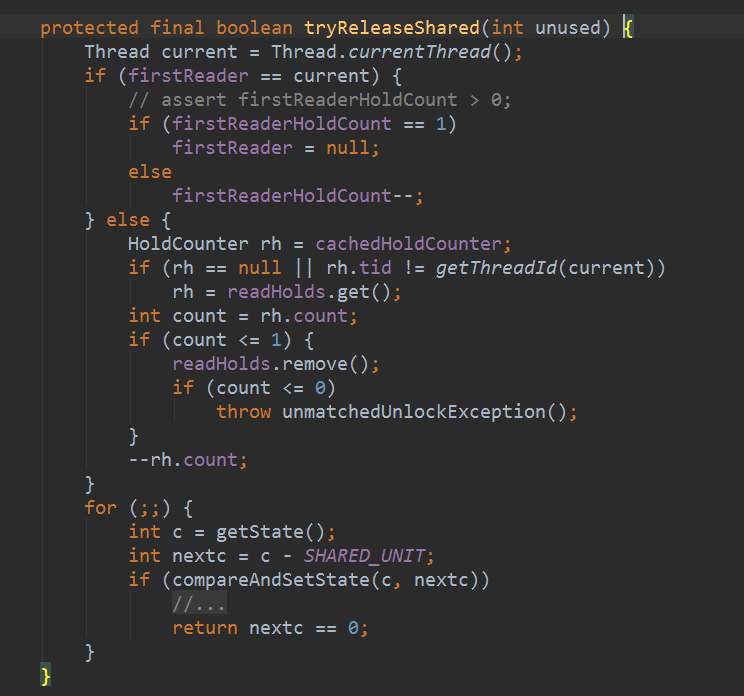 protected final boolean tryReleaseShared(int unused) {
    Thread current = Thread.currentThread();
    if (firstReader == current) {
        // assert firstReaderHoldCount > 0;
        if (firstReaderHoldCount == 1)
            firstReader = null;
        else
            firstReaderHoldCount--;
    } else {
        HoldCounter rh = cachedHoldCounter;
        if (rh == null || rh.tid != getThreadId(current))
            rh = readHolds.get();
        int count = rh.count;
        if (count <= 1) {
            readHolds.remove();
            if (count <= 0)
                throw unmatchedUnlockException();
        }
        --rh.count;
    }
    for (;;) {
        int c = getState();
        int nextc = c - SHARED_UNIT;
        if (compareAndSetState(c, nextc))
            //...
            return nextc == 0;
    }
}